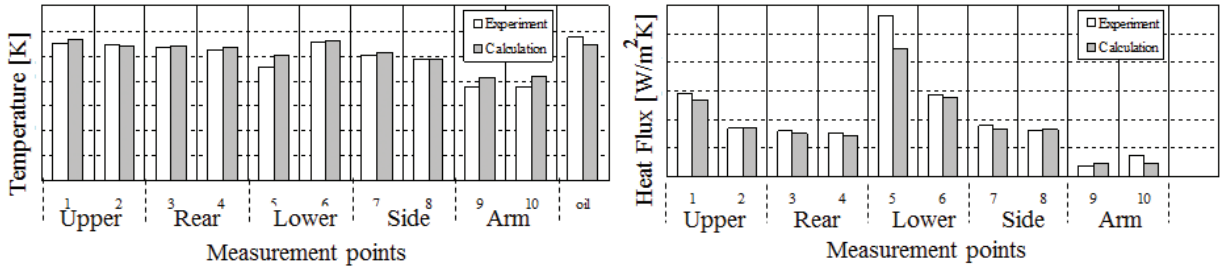 Temperature [K]
Experiment
Calculation
1 2 3 4 5 6 7 8 9 10 oil
Upper Rear Lower Side Arm
Measurement points
Heat Flux [W/m²K]
Experiment
Calculation
1 2 3 4 5 6 7 8 9 10
Upper Rear Lower Side Arm
Measurement points